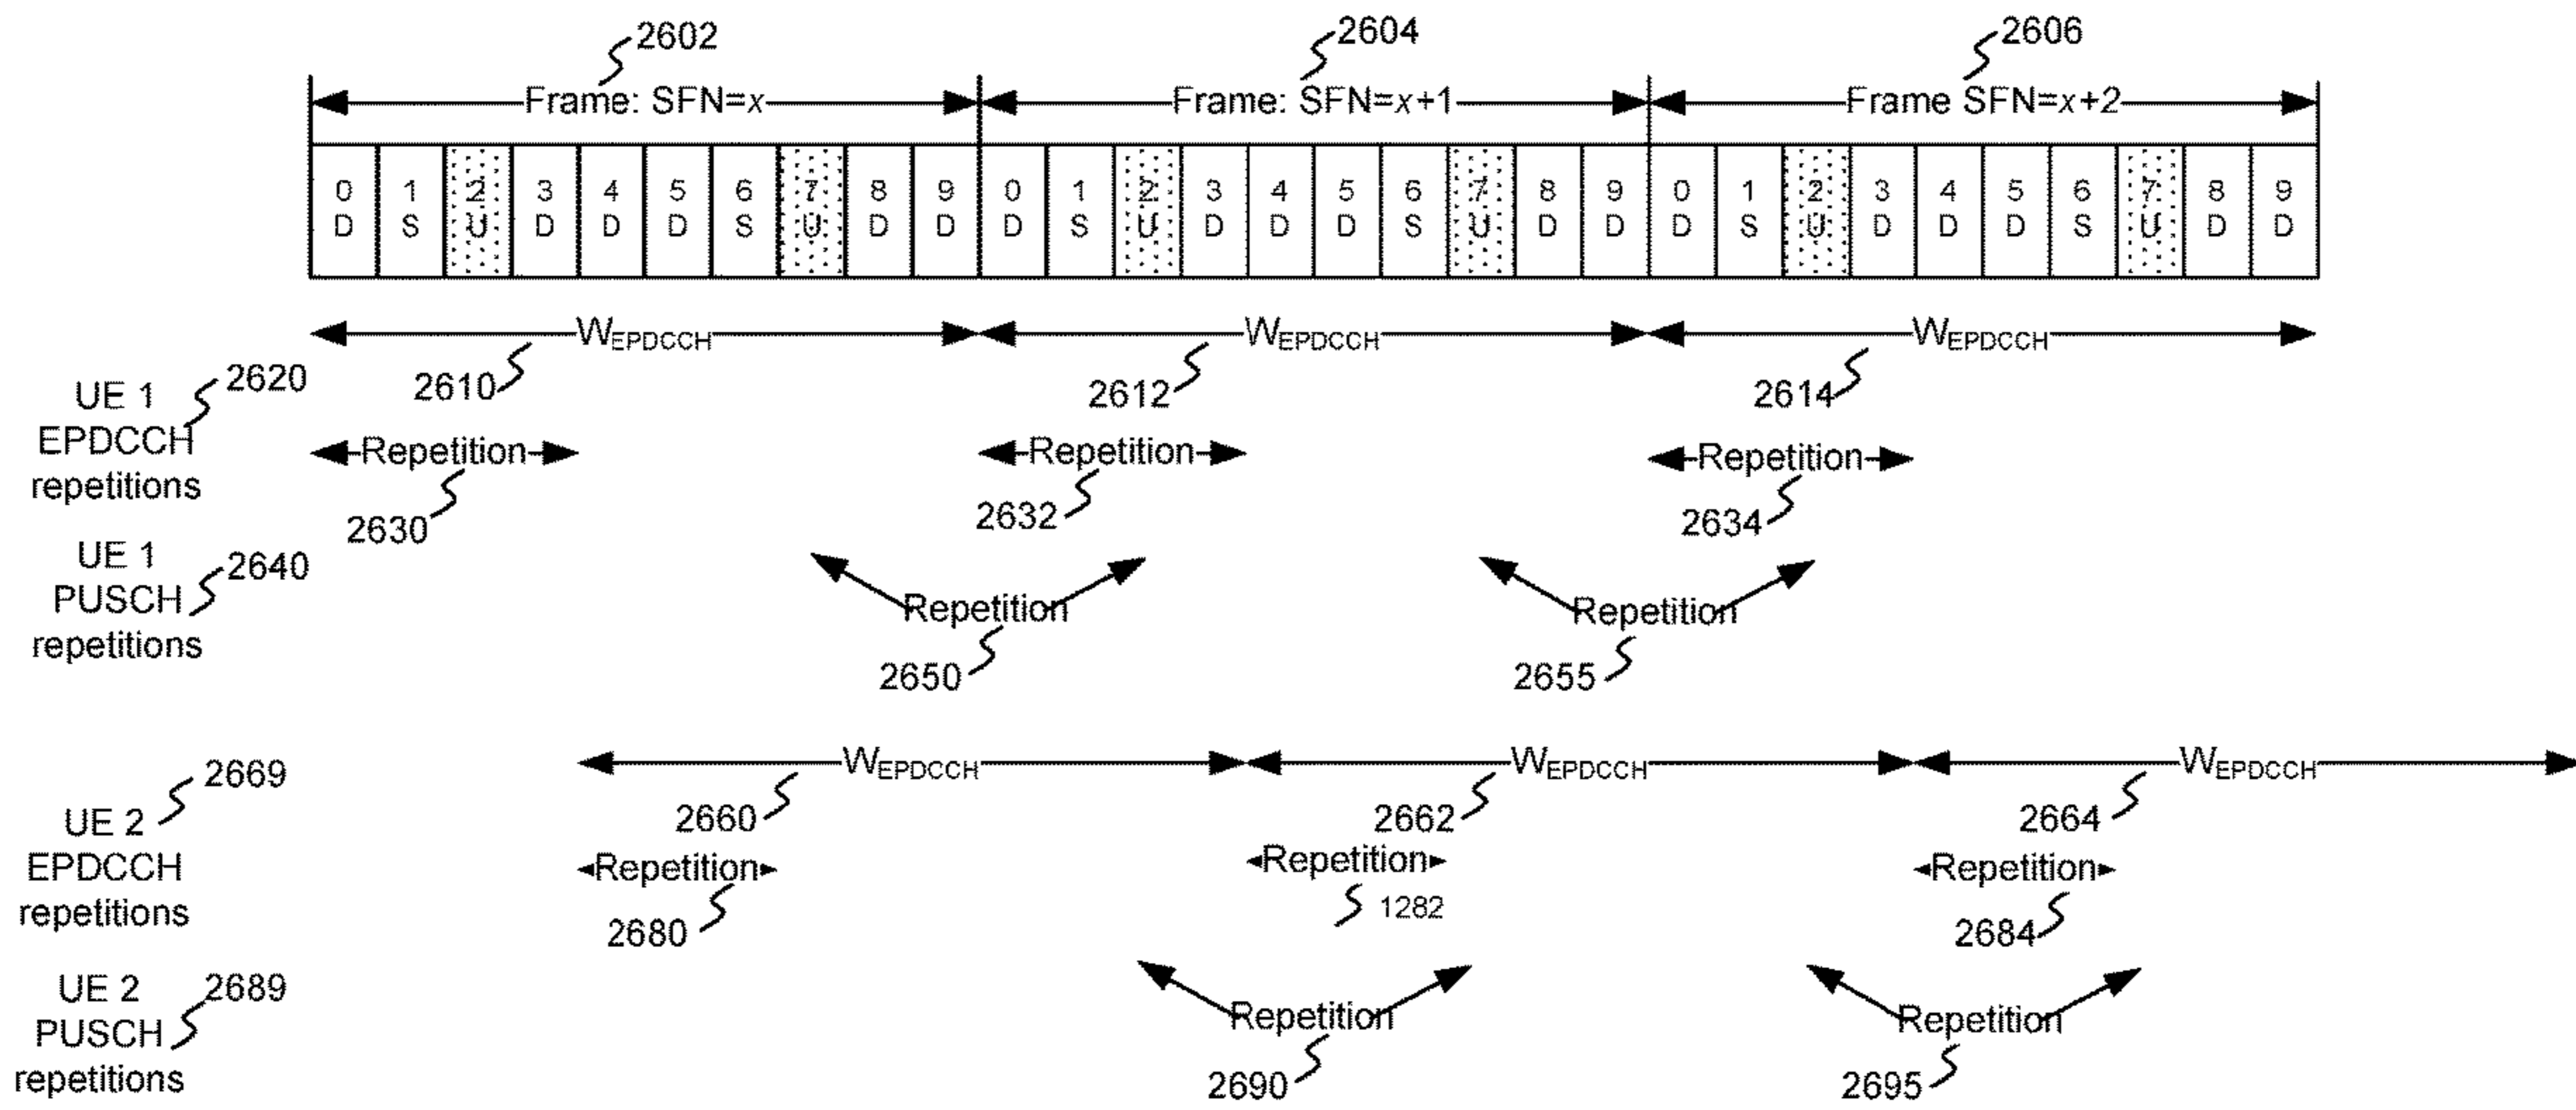 2602
2604
2606
Frame: SFN=x
Frame: SFN=x+1
Frame SFN=x+2
0 1 2 3 4 5 6 7 8 9 0 1 2 3 4 5 6 7 8 9 0 1 2 3 4 5 6 7 8 9
D S U D D D S U D D D S U D D D S U D D D S U D D D S U D D
WEPDCCH
WEPDCCH
WEPDCCH
2610
2612
2614
UE 1
EPDCCH
repetitions
2620
Repetition
Repetition
Repetition
2630
2632
2634
UE 1
PUSCH
repetitions
2640
Repetition
Repetition
2650
2655
WEPDCCH
WEPDCCH
WEPDCCH
2660
2662
2664
UE 2
EPDCCH
repetitions
2669
Repetition
Repetition
Repetition
2680
1282
2684
UE 2
PUSCH
repetitions
2689
Repetition
Repetition
2690
2695